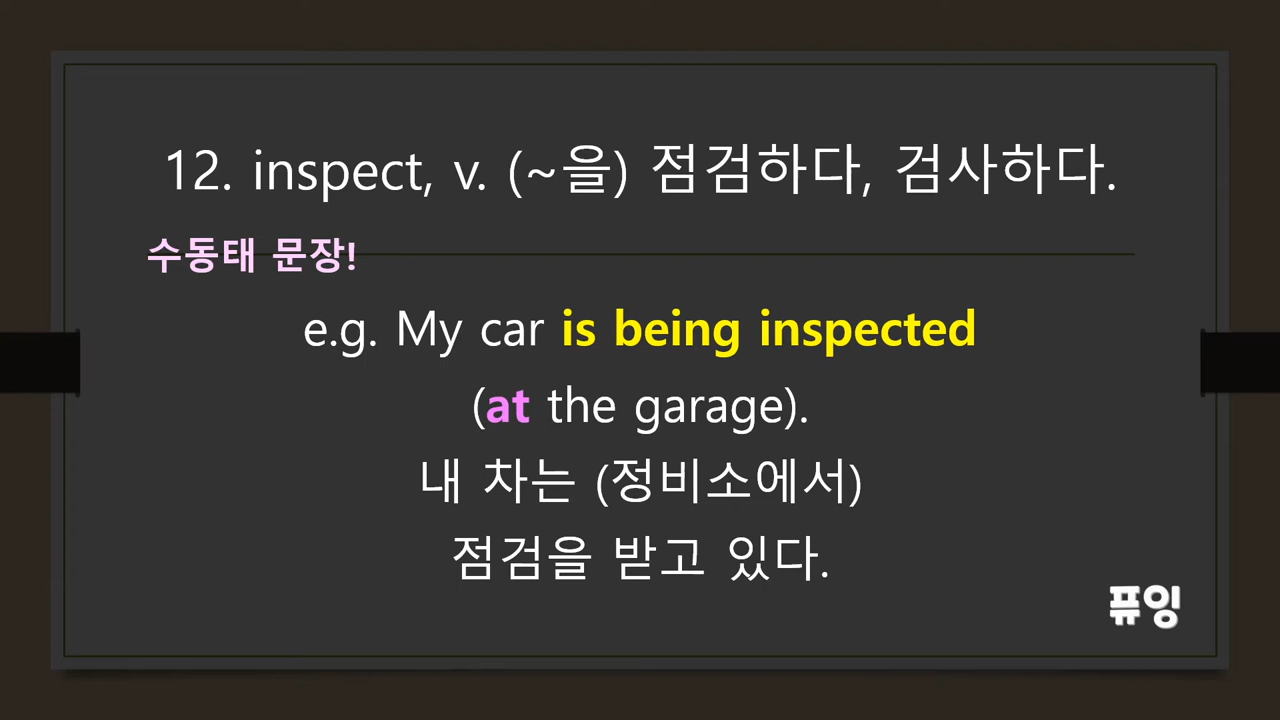 12. inspect, v. (~을) 점검하다, 검사하다.
수동태 문장!
e.g. My car is being inspected
(at the garage).
내 차는 (정비소에서)
점검을 받고 있다.
퓨잉